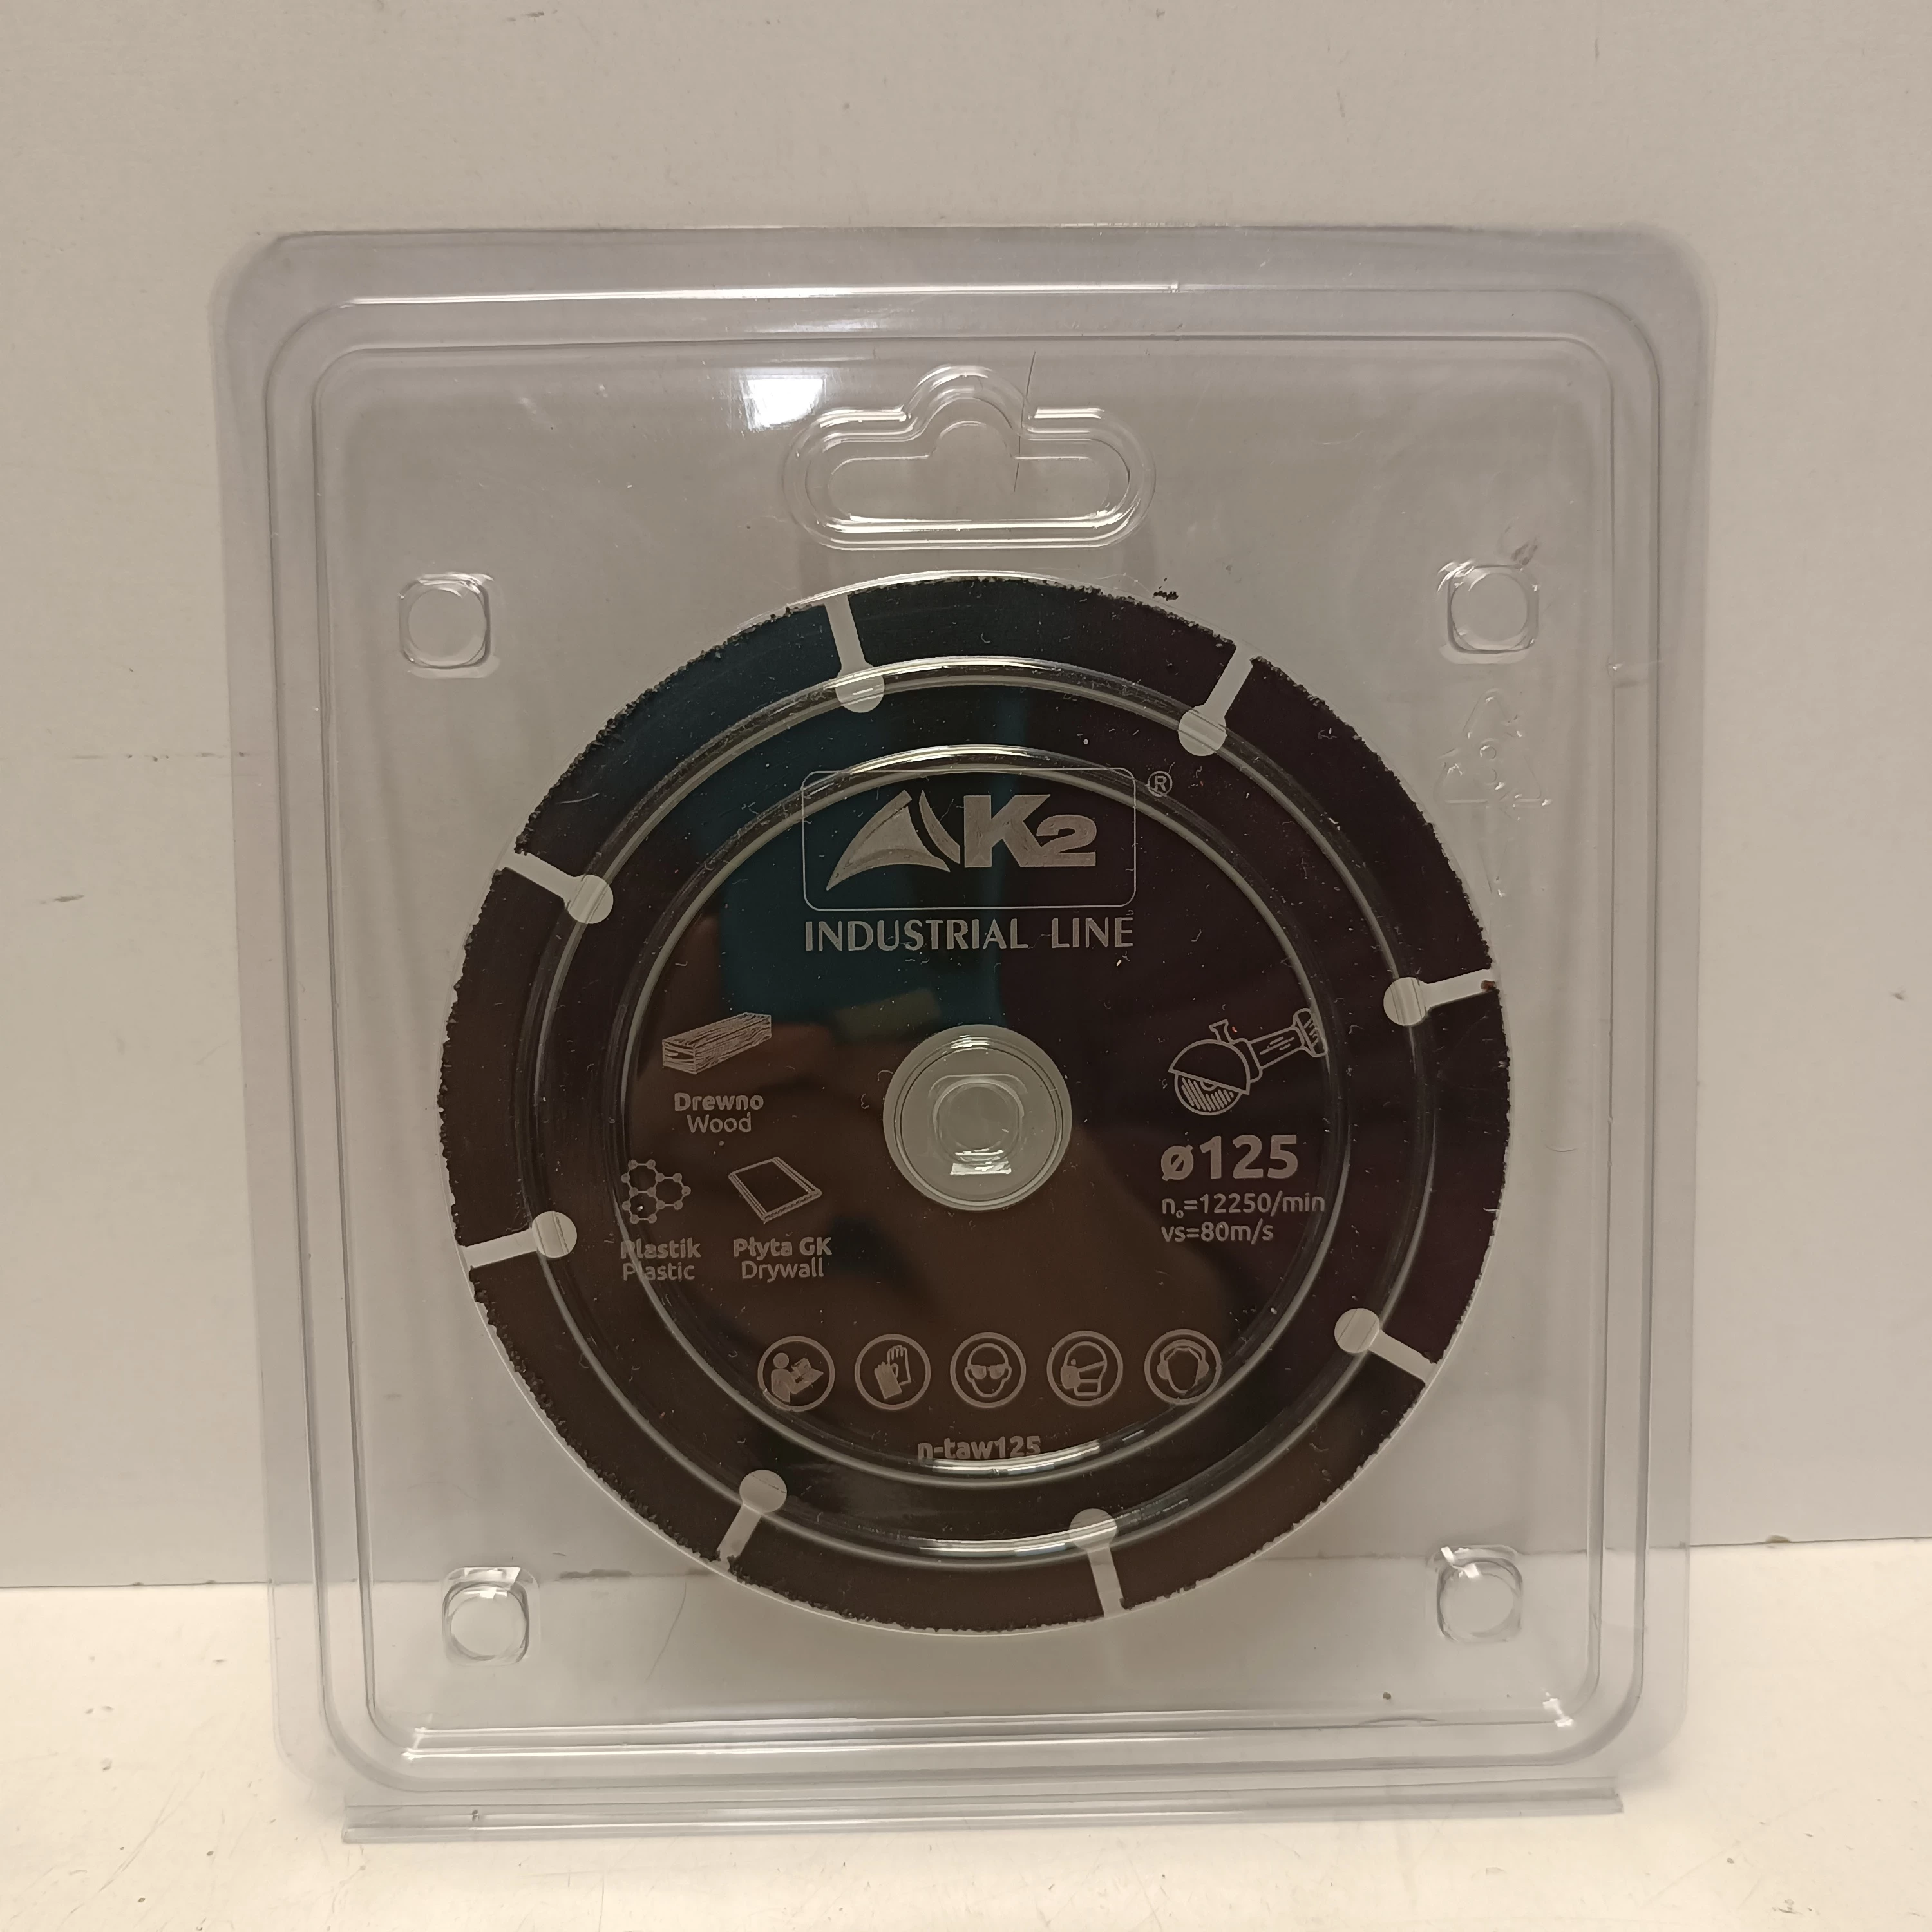 K2 ®
INDUSTRIAL LINE
Drewno
Wood
Plastik
Plastic
Płyta GK
Drywall
ø125
n₀=12250/min
vs=80m/s
n-taw125